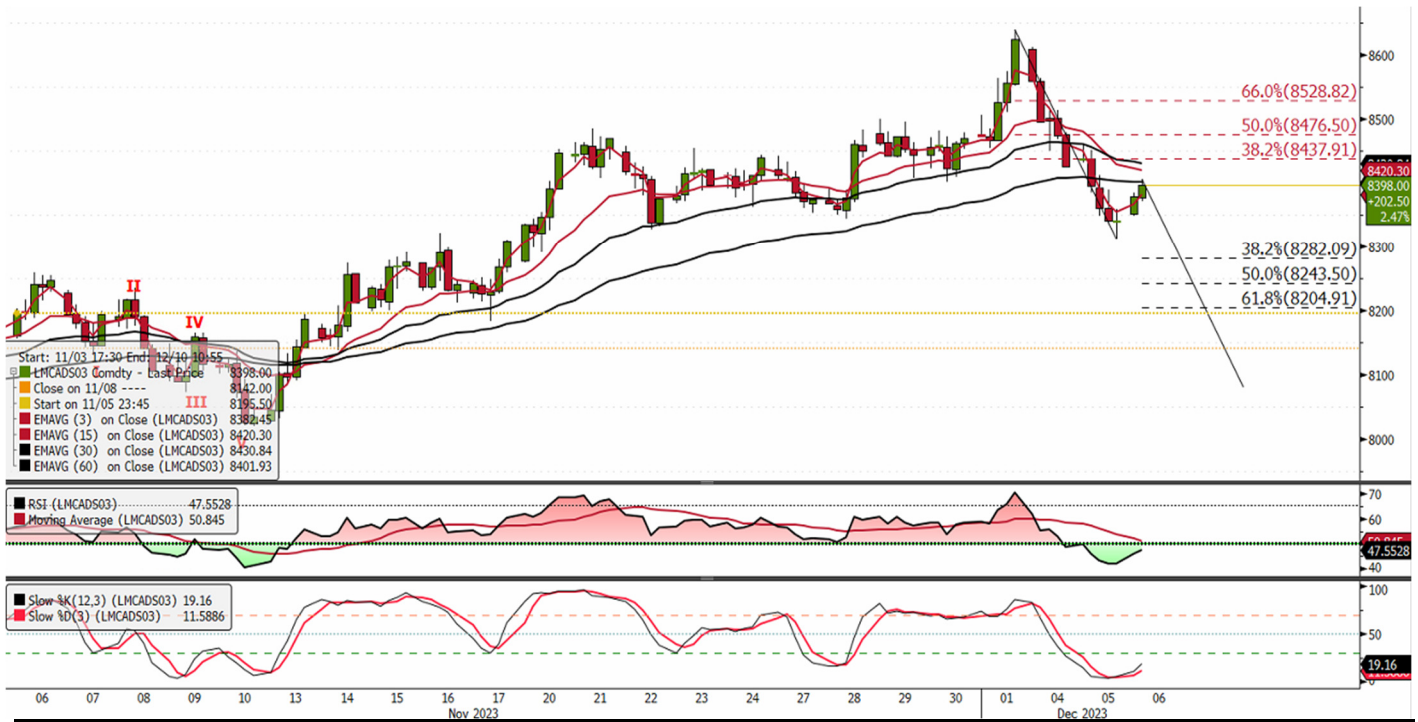 8600
66.0%(8528.82)
8500
50.0%(8476.50)
38.2%(8437.91)
8420.30
8398.00
+202.50
2.47%
8300
38.2%(8282.09)
50.0%(8243.50)
61.8%(8204.91)
8200
8100
8000
II
IV
I
III
V
Start: 11/03 17:30 End: 12/10 10:55
LMCADS03 Comdty - Last Price 8398.00
Close on 11/08 ---- 8142.00
Start on 11/05 23:45 8195.50
EMAVG (3) on Close (LMCADS03) 8382.45
EMAVG (15) on Close (LMCADS03) 8420.30
EMAVG (30) on Close (LMCADS03) 8430.84
EMAVG (60) on Close (LMCADS03) 8401.93
RSI (LMCADS03) 47.5528
Moving Average (LMCADS03) 50.845
70
60
47.5528
40
Slow %K(12,3) (LMCADS03) 19.16
Slow %D(3) (LMCADS03) 11.5886
100
50
19.16
0
06 07 08 09 10 13 14 15 16 17 20 21 22 23 24 27 28 29 30 01 04 05 06
Nov 2023 Dec 2023